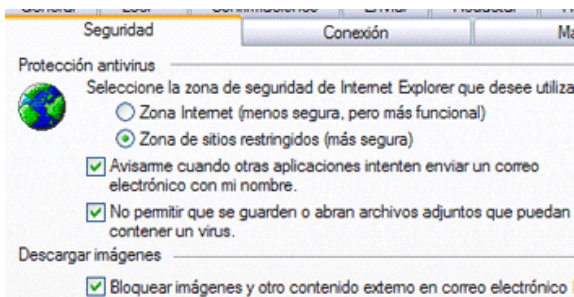 Seguridad Conexión
Protección antivirus
Seleccione la zona de seguridad de Internet Explorer que desee
Zona Internet (menos segura, pero más funcional)
Zona de sitios restringidos (más segura)
Avisarme cuando otras aplicaciones intenten enviar un correo
electrónico con mi nombre.
No permitir que se guarden o abran archivos adjuntos que puedan
contener un virus.
Descargar imágenes
Bloquear imágenes y otro contenido externo en correo electrónico